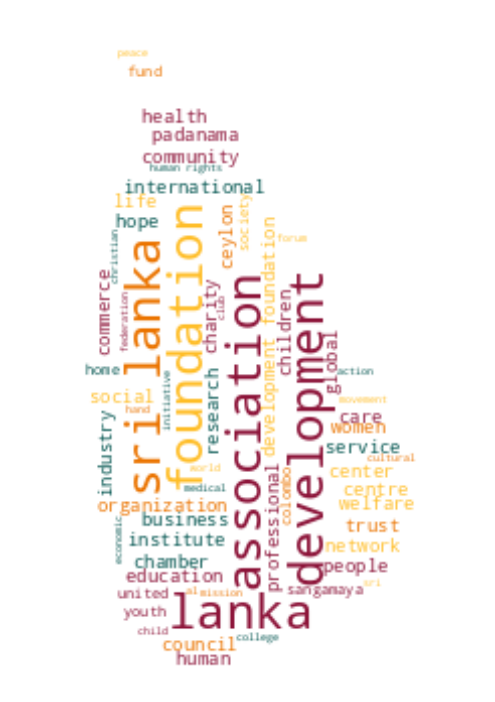 peace
fund
health
padanama
community
human rights
international
life
hope
ceylon
society
forum
christian
sri lanka
foundation
association
development
development foundation
commerce
federation
charity
club
children
global
home
action
initiative
research
social
hand
movement
care
women
industry
service
cultural
world
medical
center
centre
organization
colombo
professional
welfare
business
trust
economic
institute
network
chamber
people
education
sri
united
al
mission
sangamaya
youth
lanka
child
college
council
human